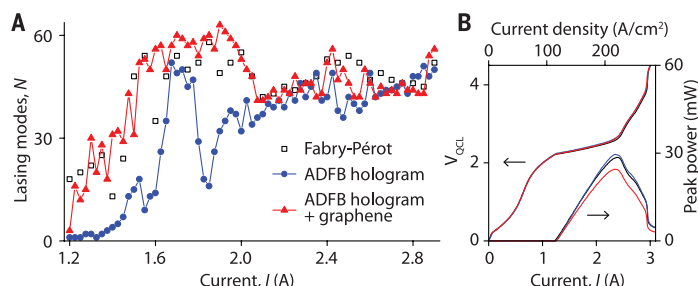 A
60
30
0
Lasing modes, N
Fabry-Pérot
ADFB hologram
ADFB hologram
+ graphene
1.2
1.6
2.0
2.4
2.8
Current, I (A)
B
Current density (A/cm²)
0
100
200
4
2
0
V_QCL
60
30
0
Peak power (mW)
0
1
2
3
Current, I (A)